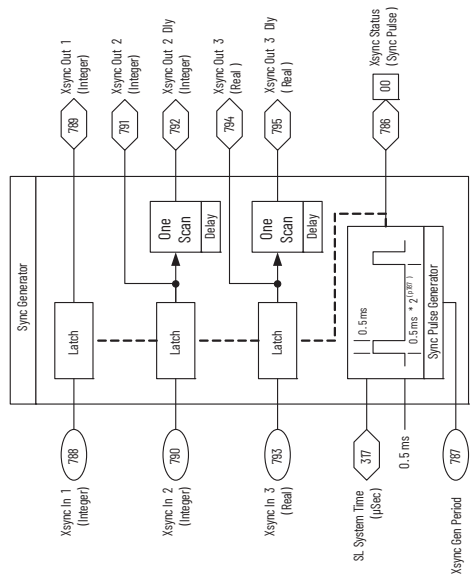 Sync Generator
Xsync In 1
(Integer)
788
Latch
789
Xsync Out 1
(Integer)
791
Xsync Out 2
(Integer)
Xsync In 2
(Integer)
790
Latch
One
Scan
Delay
792
Xsync Out 2 Dly
(Integer)
794
Xsync Out 3
(Real)
Xsync In 3
(Real)
793
Latch
One
Scan
Delay
795
Xsync Out 3 Dly
(Real)
SL System Time
(µSec)
317
0.5 ms
0.5 ms
0.5 ms * 2^(p787)
Sync Pulse Generator
786
00
Xsync Status
(Sync Pulse)
Xsync Gen Period
787